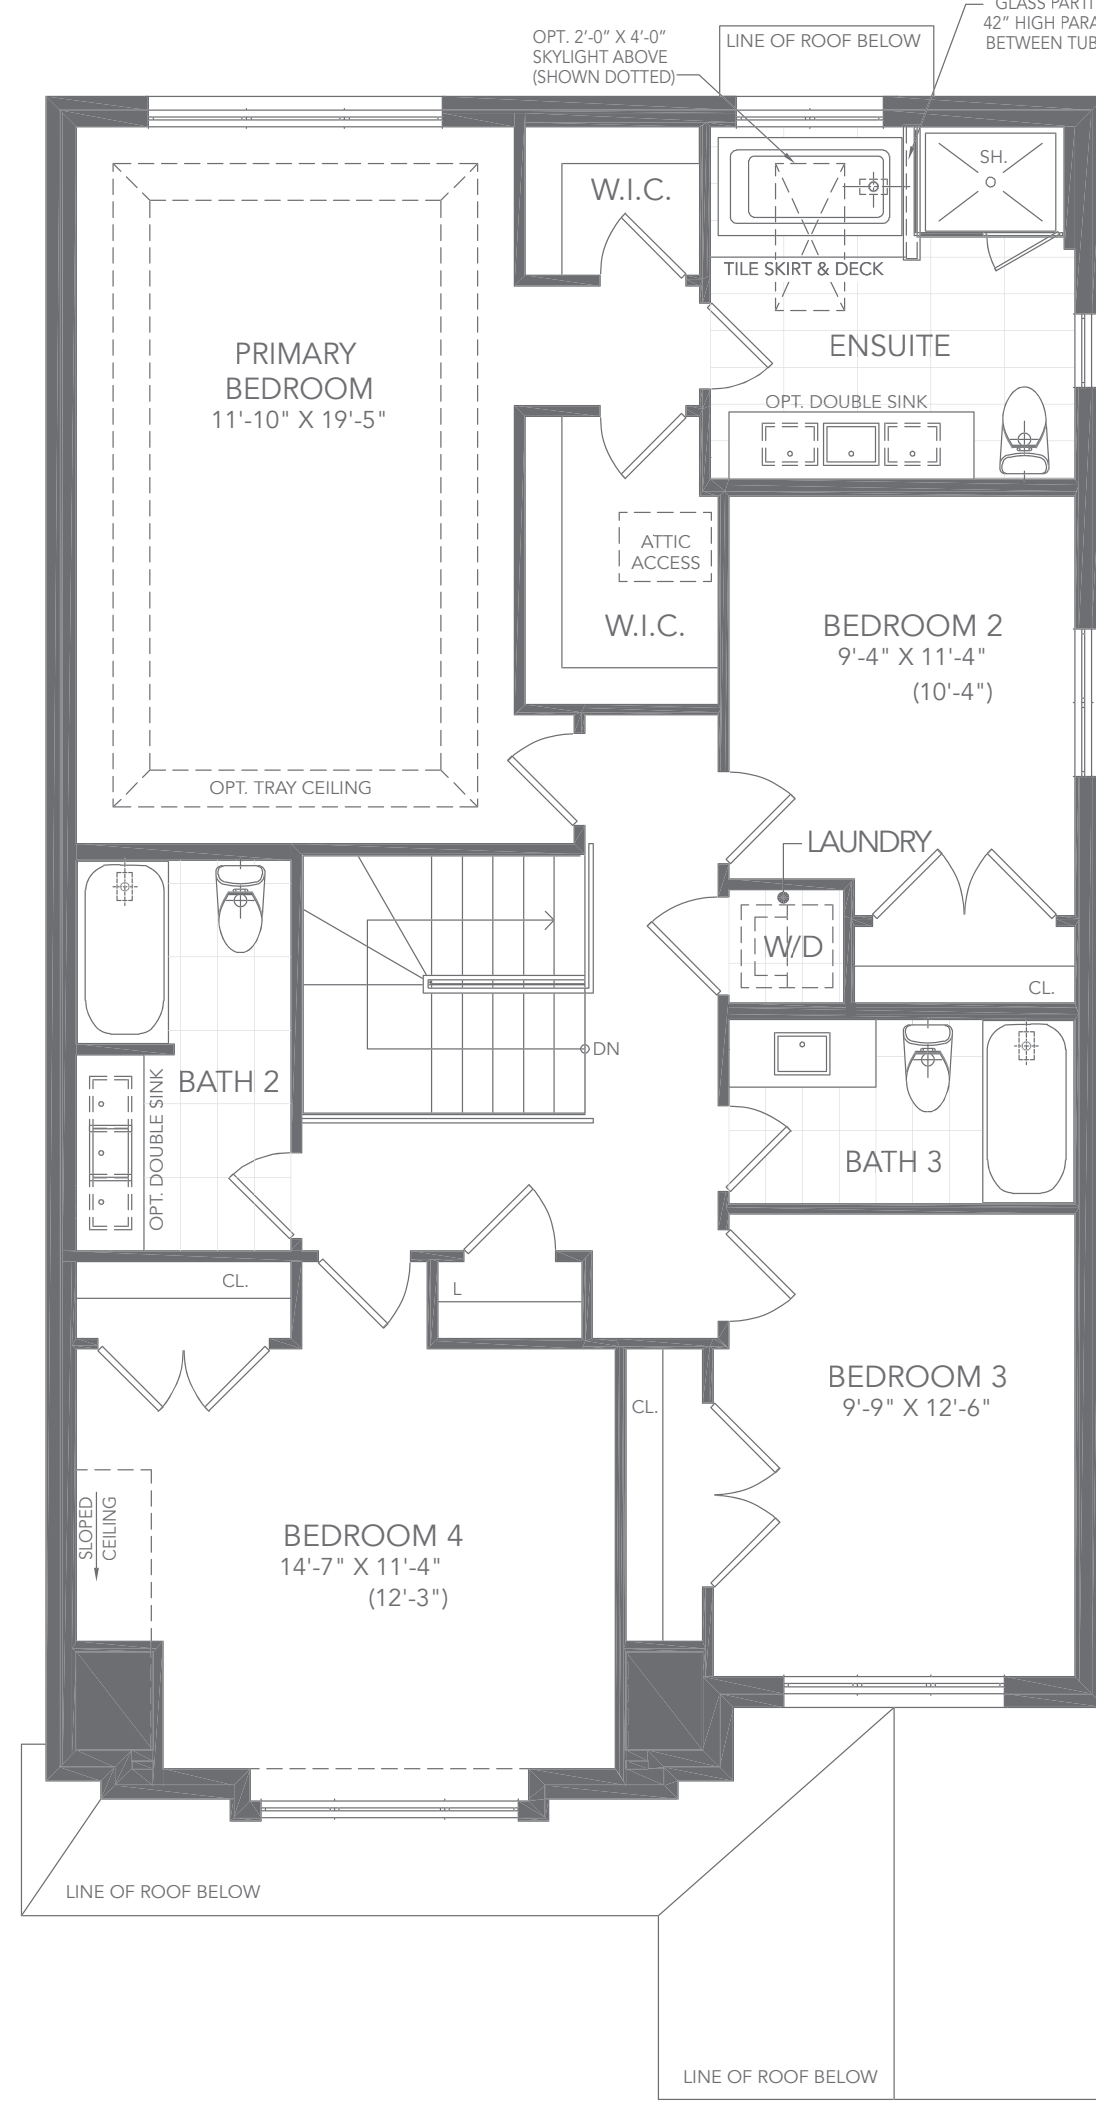 GLASS
42” HIGH
BETWEEN
OPT. 2’-0” X 4’-0”
SKYLIGHT ABOVE
(SHOWN DOTTED)
LINE OF ROOF BELOW
W.I.C.
SH.
TILE SKIRT & DECK
ENSUITE
OPT. DOUBLE SINK
PRIMARY
BEDROOM
11'-10" X 19'-5"
ATTIC
ACCESS
W.I.C.
BEDROOM 2
9'-4" X 11'-4"
(10'-4")
OPT. TRAY CEILING
LAUNDRY
W/D
CL.
DN
BATH 2
OPT. DOUBLE SINK
BATH 3
CL.
L
BEDROOM 3
9'-9" X 12'-6"
CL.
SLOPED
CEILING
BEDROOM 4
14'-7" X 11'-4"
(12'-3")
LINE OF ROOF BELOW
LINE OF ROOF BELOW